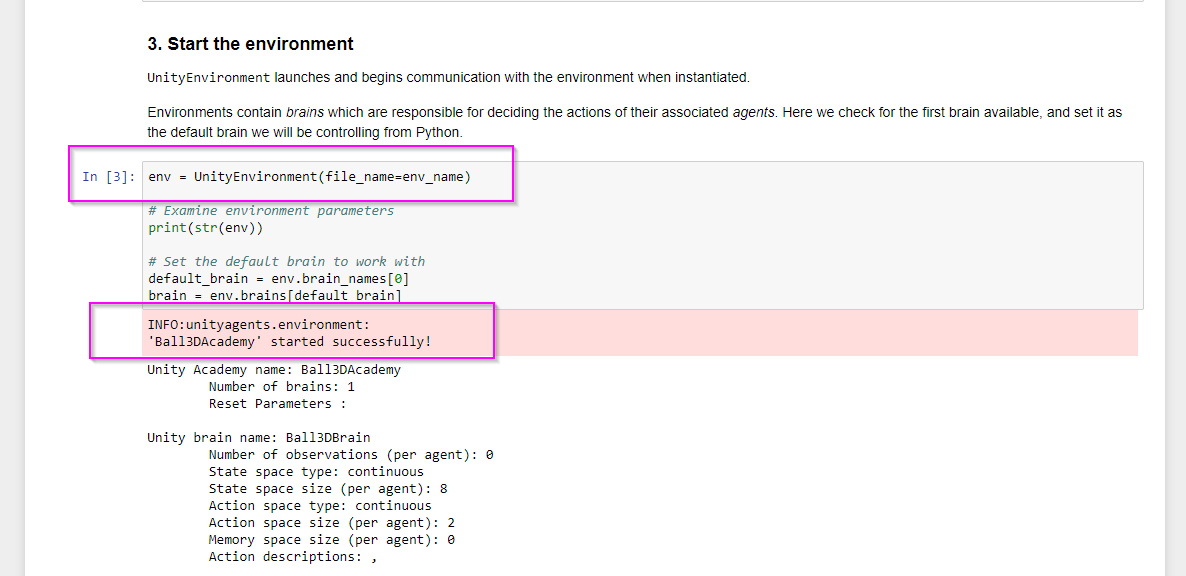 3. Start the environment
UnityEnvironment launches and begins communication with the environment when instantiated.
Environments contain brains which are responsible for deciding the actions of their associated agents. Here we check for the first brain available, and set it as
the default brain we will be controlling from Python.
In [3]: env = UnityEnvironment(file_name=env_name)
# Examine environment parameters
print(str(env))
# Set the default brain to work with
default_brain = env.brain_names[0]
brain = env.brains[default_brain]
INFO:unityagents.environment:
'Ball3DAcademy' started successfully!
Unity Academy name: Ball3DAcademy
Number of brains: 1
Reset Parameters :
Unity brain name: Ball3DBrain
Number of observations (per agent): 0
State space type: continuous
State space size (per agent): 8
Action space type: continuous
Action space size (per agent): 2
Memory space size (per agent): 0
Action descriptions: ,